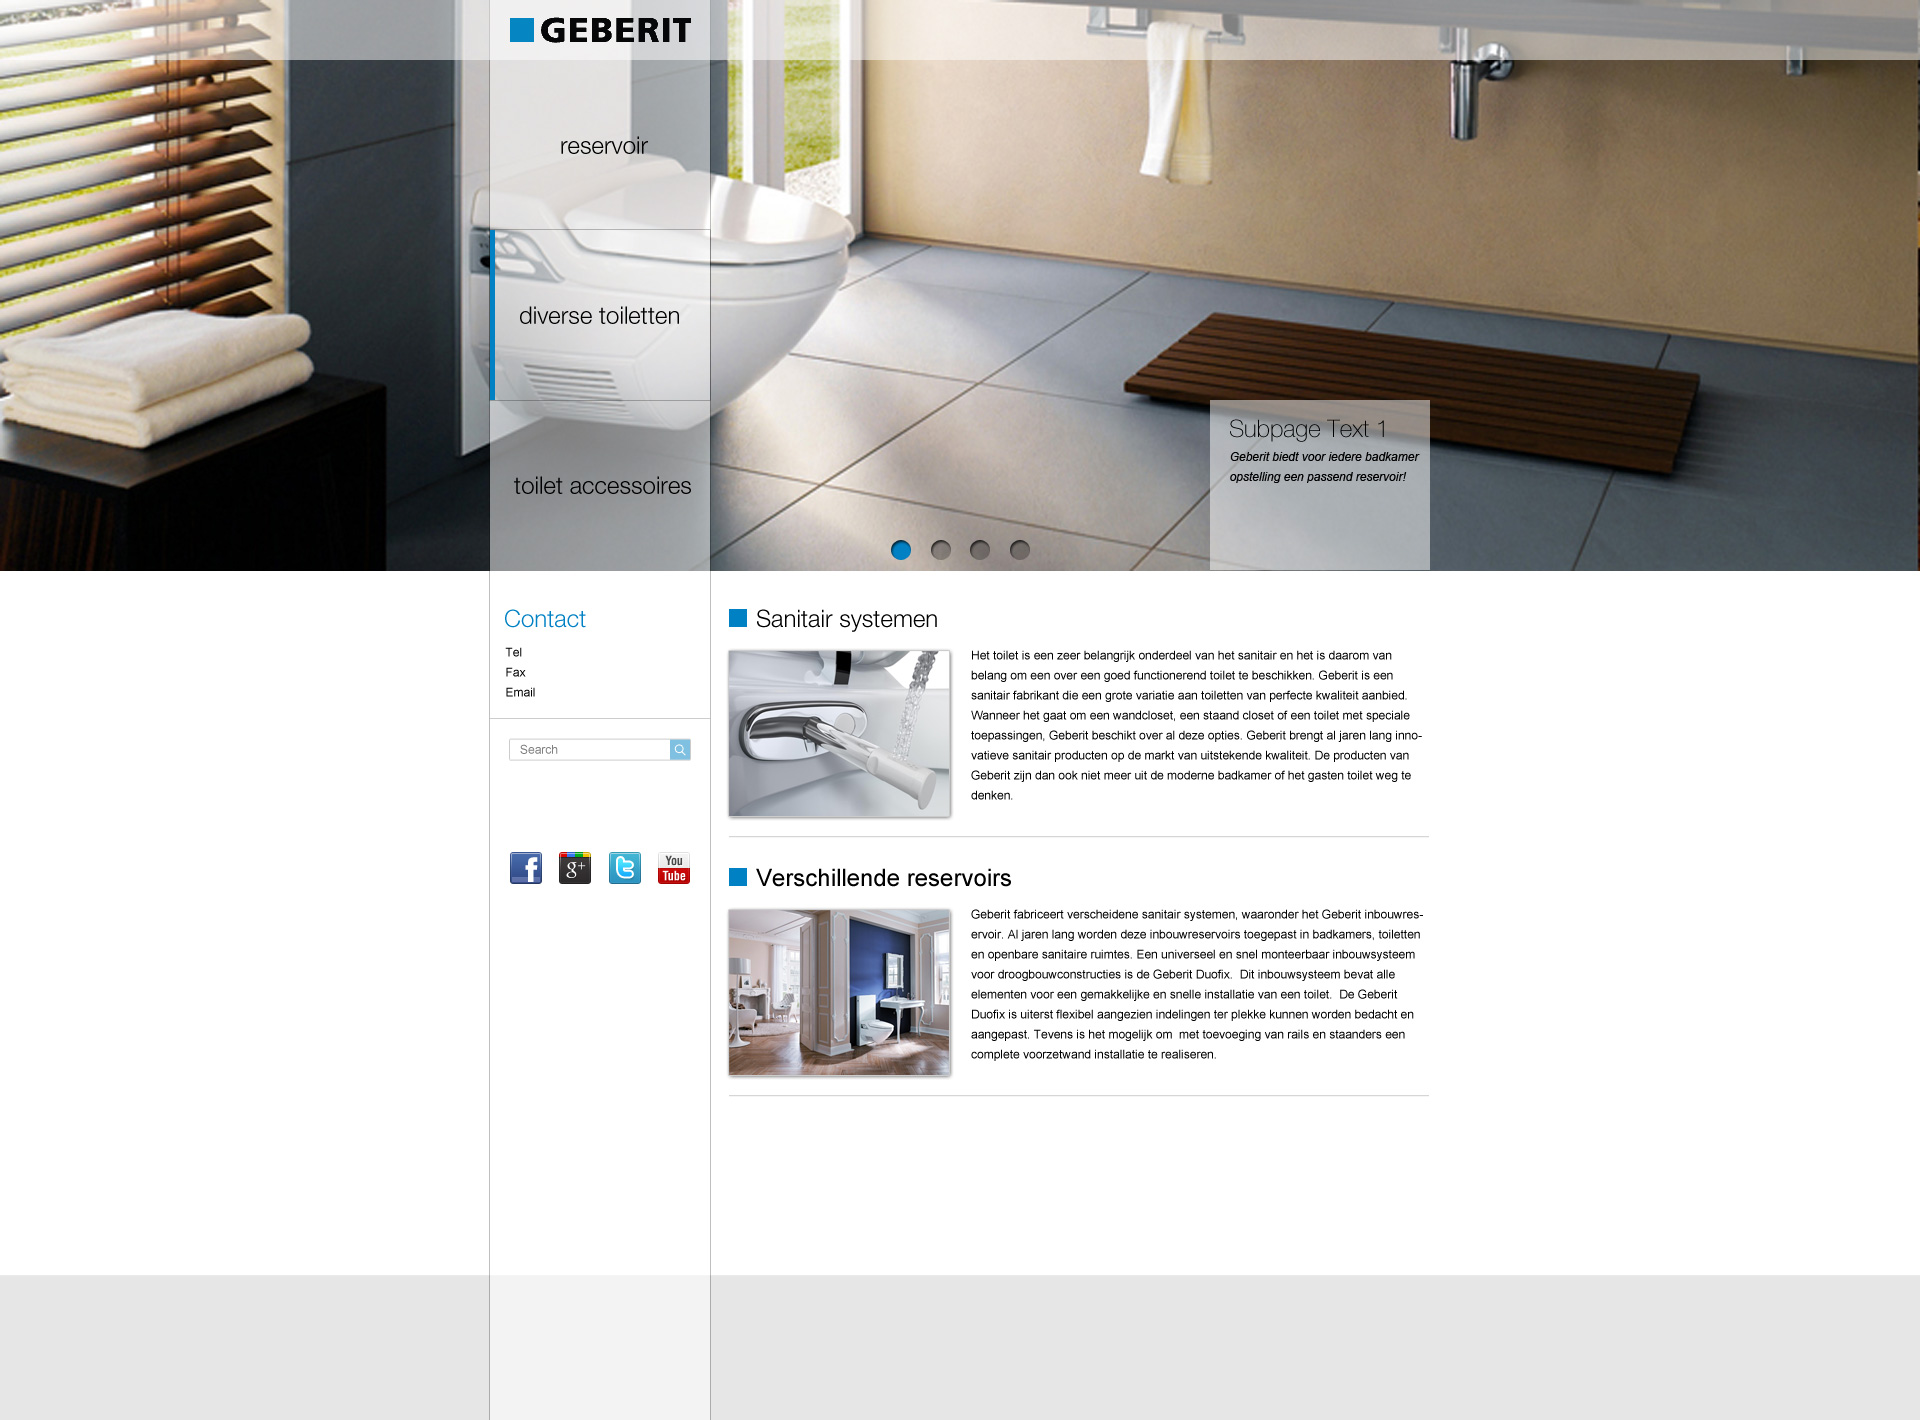 GEBERIT
reservoir
diverse toiletten
toilet accessoires
Subpage Text 1
Geberit biedt voor iedere badkamer
opstelling een passend reservoir!
Contact
Tel
Fax
Email
Search
f
g+
t
You
Tube
Sanitair systemen
Het toilet is een zeer belangrijk onderdeel van het sanitair en het is daarom van
belang om een over een goed functionerend toilet te beschikken. Geberit is een
sanitair fabrikant die een grote variatie aan toiletten van perfecte kwaliteit aanbied.
Wanneer het gaat om een wandcloset, een staand closet of een toilet met speciale
toepassingen, Geberit beschikt over al deze opties. Geberit brengt al jaren lang inno-
vatieve sanitair producten op de markt van uitstekende kwaliteit. De producten van
Geberit zijn dan ook niet meer uit de moderne badkamer of het gasten toilet weg te
denken.
Verschillende reservoirs
Geberit fabriceert verscheidene sanitair systemen, waaronder het Geberit inbouwres-
ervoir. Al jaren lang worden deze inbouwreservoirs toegepast in badkamers, toiletten
en openbare sanitaire ruimtes. Een universeel en snel monteerbaar inbouwsysteem
voor droogbouwconstructies is de Geberit Duofix.  Dit inbouwsysteem bevat alle
elementen voor een gemakkelijke en snelle installatie van een toilet.  De Geberit
Duofix is uiterst flexibel aangezien indelingen ter plekke kunnen worden bedacht en
aangepast. Tevens is het mogelijk om  met toevoeging van rails en staanders een
complete voorzetwand installatie te realiseren.